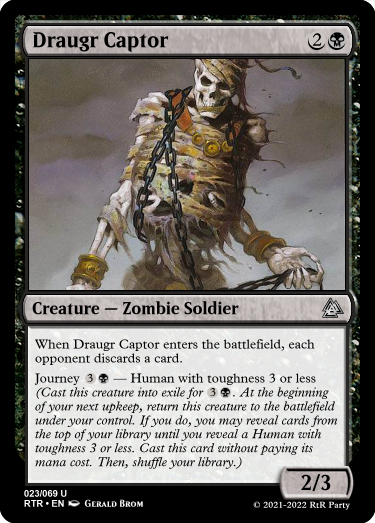 Draugr Captor 2
Creature — Zombie Soldier
When Draugr Captor enters the battlefield, each
opponent discards a card.
Journey 3 — Human with toughness 3 or less
(Cast this creature into exile for 3 . At the beginning
of your next upkeep, return this creature to the battlefield
under your control. If you do, you may reveal cards from
the top of your library until you reveal a Human with
toughness 3 or less. Cast this card without paying its
mana cost. Then, shuffle your library.)
2/3
023/069 U
RTR • EN Gerald Brom
© 2021-2022 RtR Party